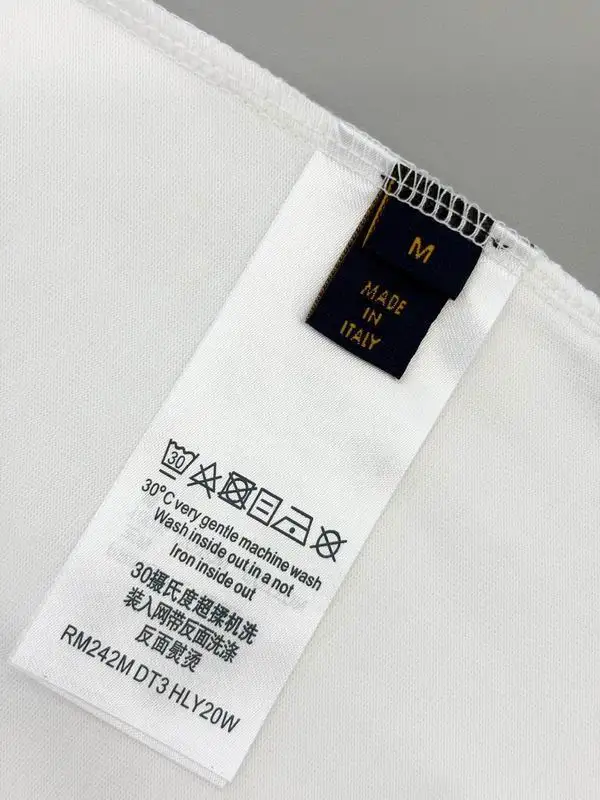 M
MADE
IN
ITALY
30
30°C very gentle machine wash
Wash inside out in a not
Iron inside out
30摄氏度超揉机洗
装入网带反面洗涤
反面熨烫
RM242M DT3 HLY20W